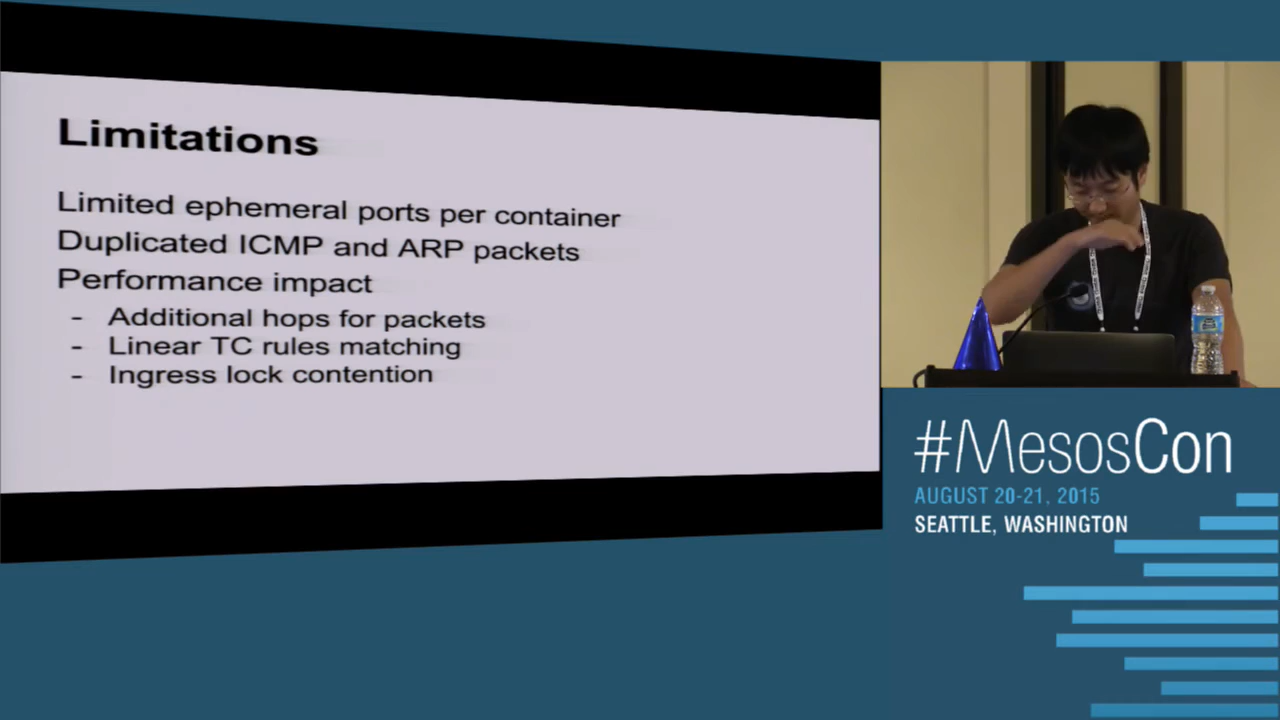 Limitations
Limited ephemeral ports per container
Duplicated ICMP and ARP packets
Performance impact
- Additional hops for packets
- Linear TC rules matching
- Ingress lock contention
#MesosCon
AUGUST 20-21, 2015
SEATTLE, WASHINGTON